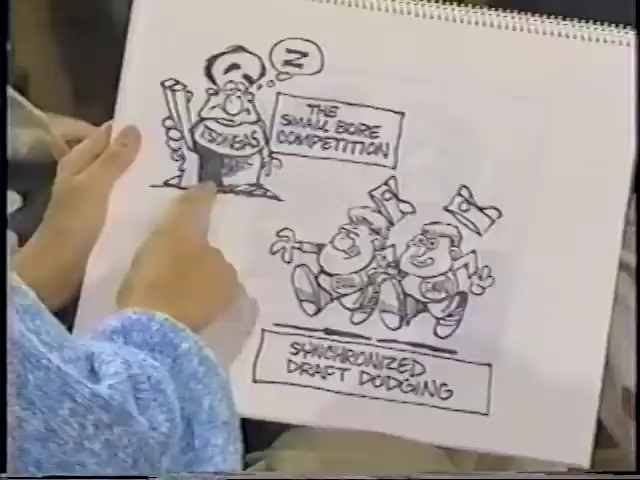 Z
THE
SMALL BORE
COMPETITION
TSONGAS
SYNCHRONIZED
DRAFT DODGING